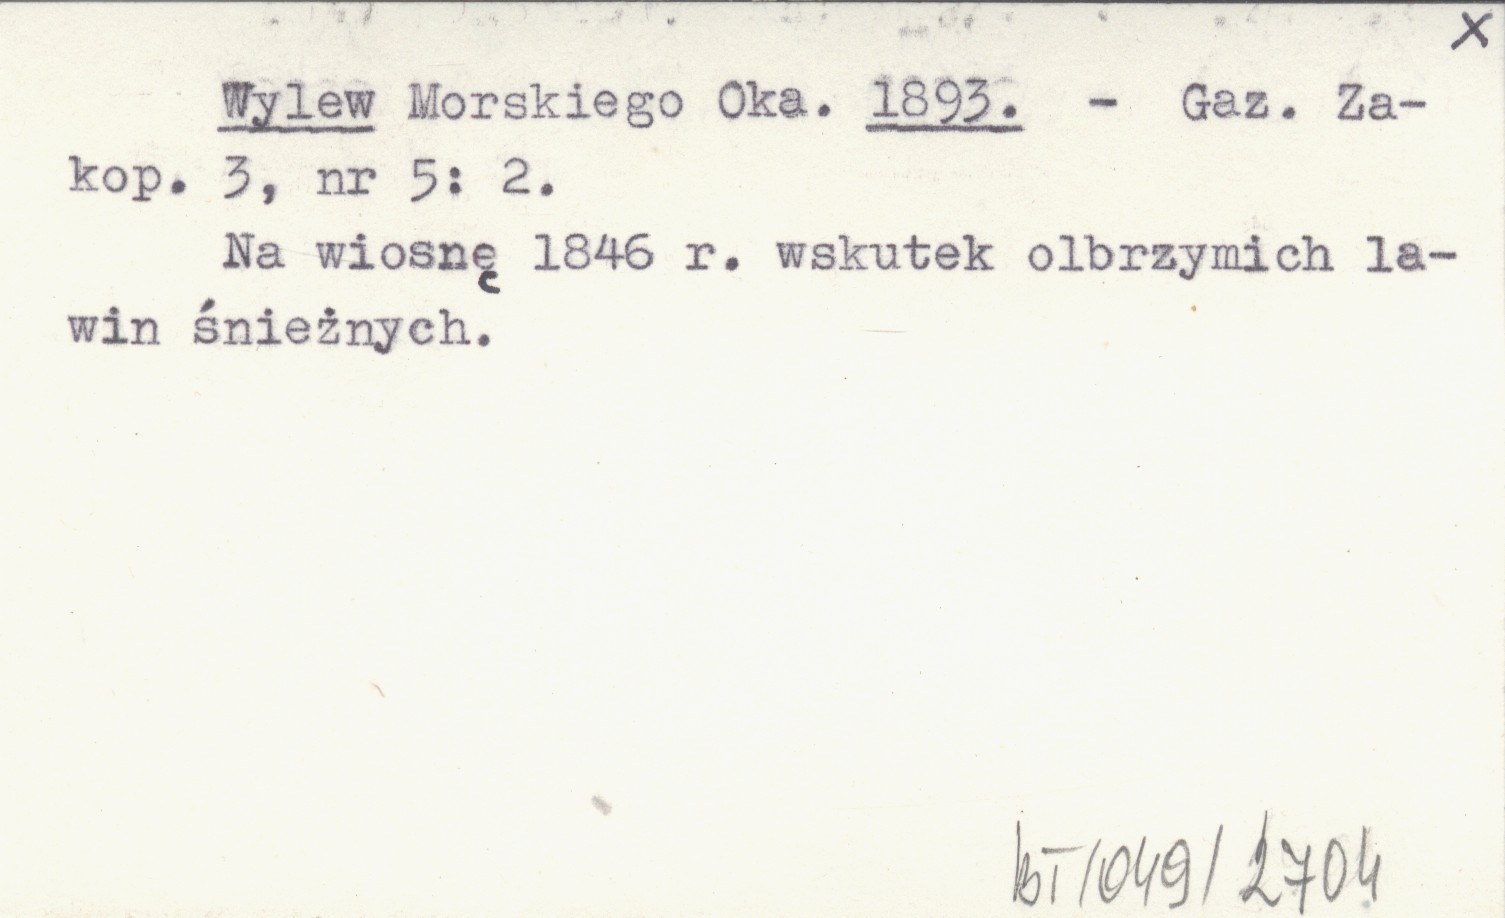 X
Wylew Morskiego Oka. 1893. - Gaz. Za-
kop. 3, nr 5: 2.
Na wiosnę 1846 r. wskutek olbrzymich la-
win śnieżnych.
BT/049/2704